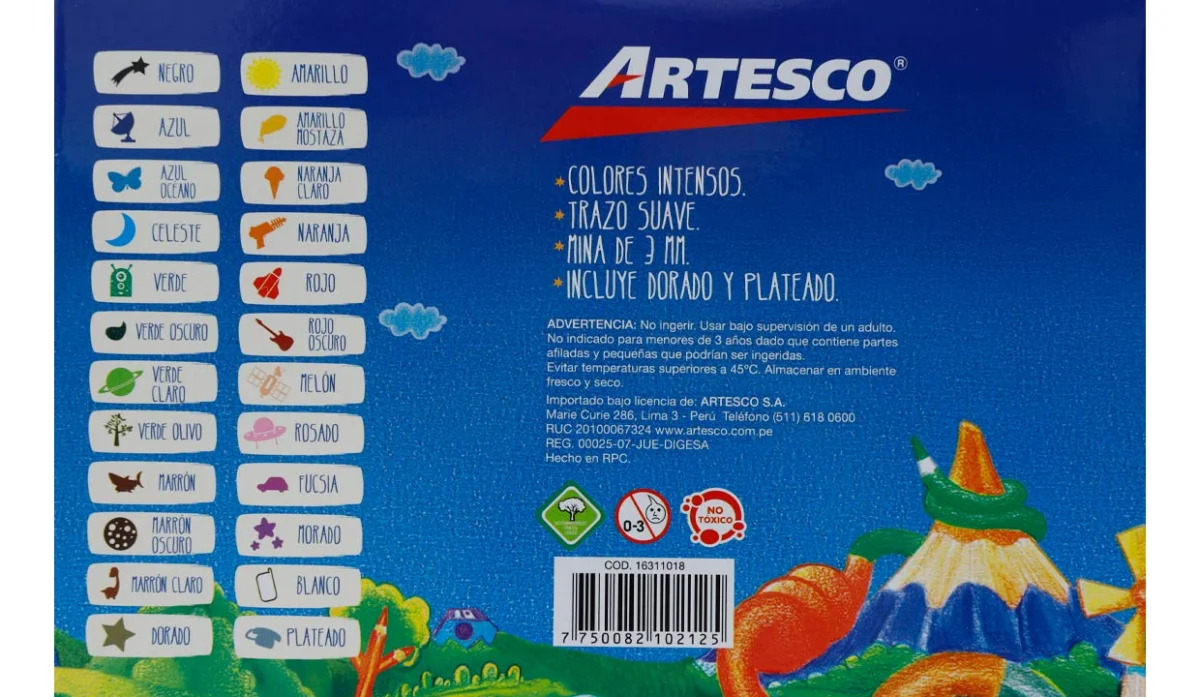 NEGRO
AZUL
AZUL
OCEANO
CELESTE
VERDE
VERDE OSCURO
VERDE
CLARO
VERDE OLIVO
MARRÓN
MARRÓN
OSCURO
MARRÓN CLARO
DORADO
AMARILLO
AMARILLO
MOSTAZA
NARANJA
CLARO
NARANJA
ROJO
ROJO
OSCURO
MELÓN
ROSADO
FUCSIA
MORADO
BLANCO
PLATEADO
ARTESCO®
COLORES INTENSOS.
TRAZO SUAVE.
MINA DE 3 MM.
INCLUYE DORADO Y PLATEADO.
ADVERTENCIA: No ingerir. Usar bajo supervisión de un adulto.
No indicado para menores de 3 años dado que contiene partes
afiladas y pequeñas que podrían ser ingeridas.
Evitar temperaturas superiores a 45ºC. Almacenar en ambiente
fresco y seco.
Importado bajo licencia de: ARTESCO S.A.
Marie Curie 286, Lima 3 - Perú Teléfono (511) 618 0600
RUC 20100067324 www.artesco.com.pe
REG. 00025-07-JUE-DIGESA
Hecho en RPC.
0-3
NO
TÓXICO
COD. 16311018
7 750082 102125